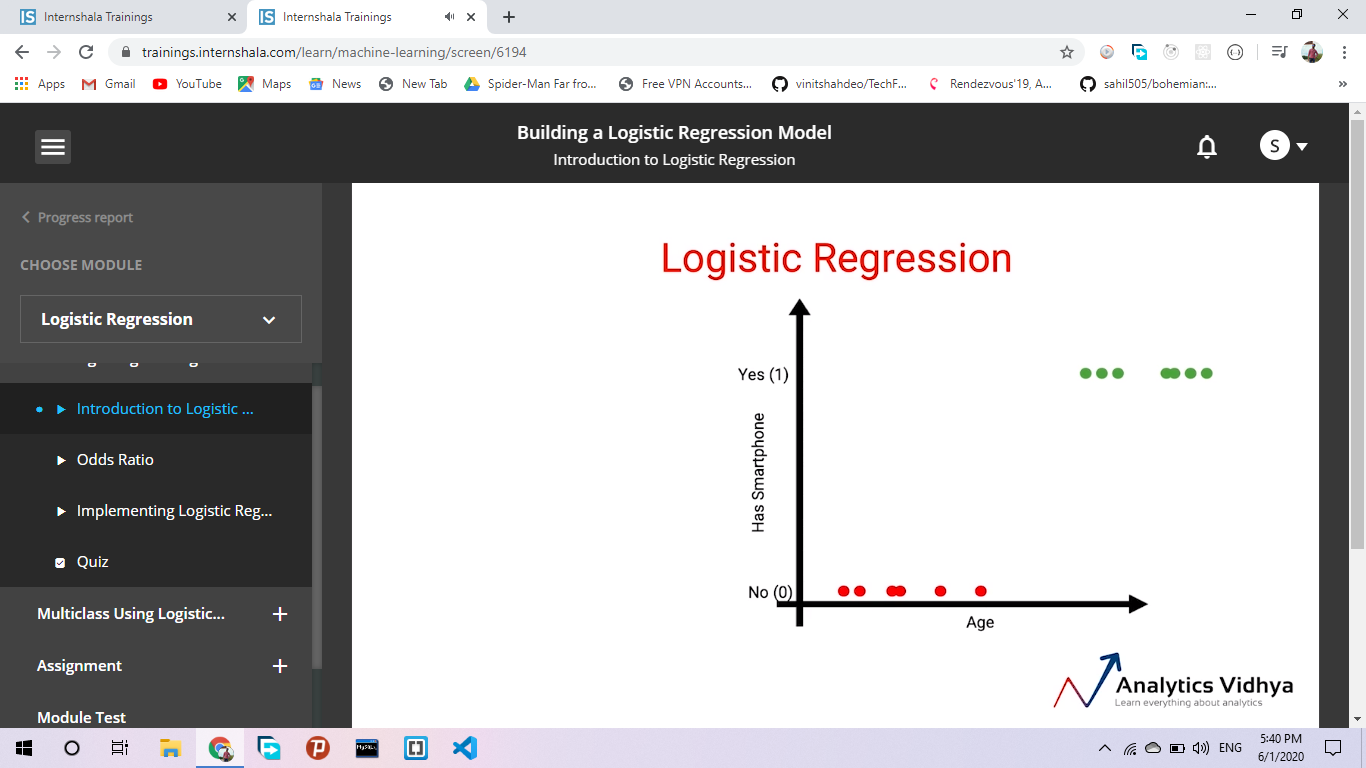 Internshala Trainings
Internshala Trainings
trainings.internshala.com/learn/machine-learning/screen/6194
Apps Gmail YouTube Maps News New Tab Spider-Man Far fro... Free VPN Accounts... vinitshahdeo/TechF... Rendezvous'19, A... sahil505/bohemian:...
Building a Logistic Regression Model
Introduction to Logistic Regression
S
Progress report
CHOOSE MODULE
Logistic Regression
Introduction to Logistic ...
Odds Ratio
Implementing Logistic Reg...
Quiz
Multiclass Using Logistic...
Assignment
Module Test
Logistic Regression
Yes (1)
Has Smartphone
No (0)
Age
Analytics Vidhya
Learn everything about analytics
ENG
5:40 PM
6/1/2020